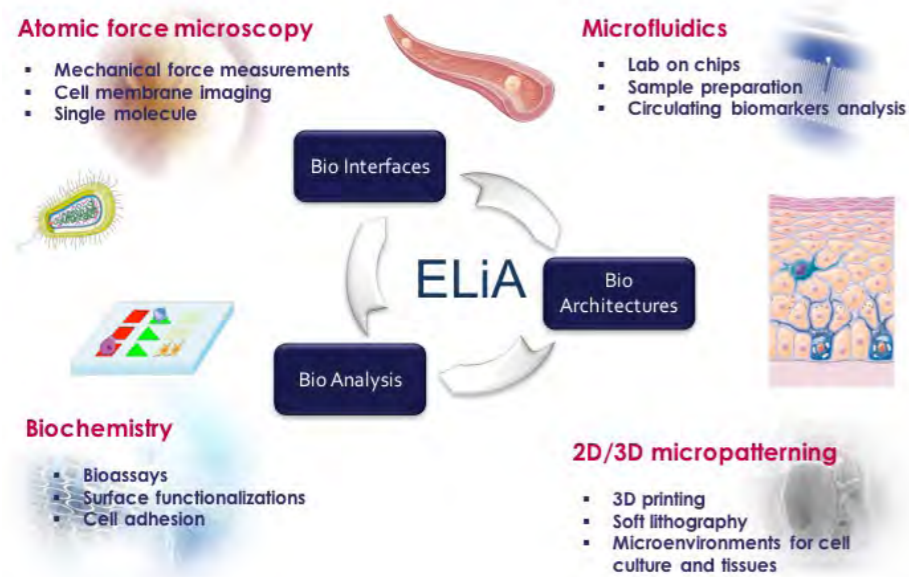 Atomic force microscopy
▪ Mechanical force measurements
▪ Cell membrane imaging
▪ Single molecule
Microfluidics
▪ Lab on chips
▪ Sample preparation
▪ Circulating biomarkers analysis
Bio Interfaces
ELiA
Bio
Architectures
Bio Analysis
Biochemistry
▪ Bioassays
▪ Surface functionalizations
▪ Cell adhesion
2D/3D micropatterning
▪ 3D printing
▪ Soft lithography
▪ Microenvironments for cell
culture and tissues